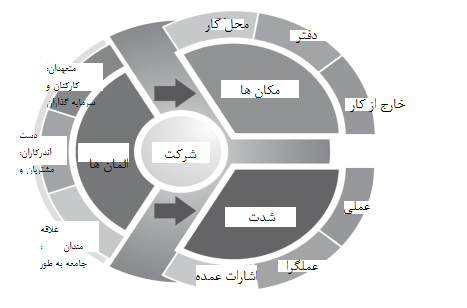 محل کار
دفتر
خارج از کار
مکان ها
متعهدان:
کارکنان و
سرمایه گذاران
دست
اندرکاران:
مشتریان و
المان ها
شرکت
شدت
عملی
عملگرا
اشارات عمده
علاقه
مندان :
جامعه به طور